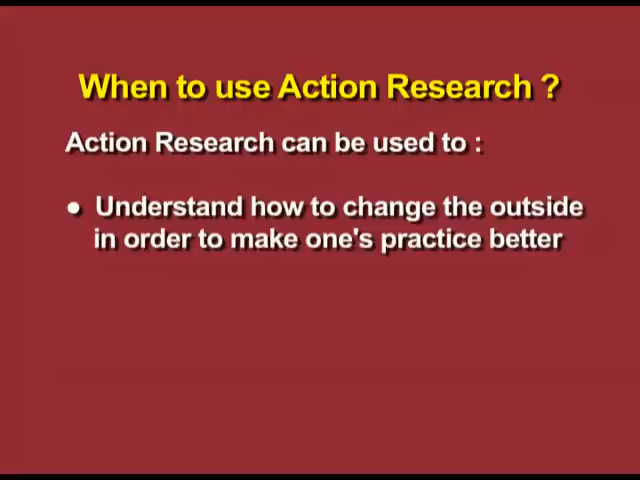 When to use Action Research ?
Action Research can be used to :
● Understand how to change the outside
in order to make one's practice better